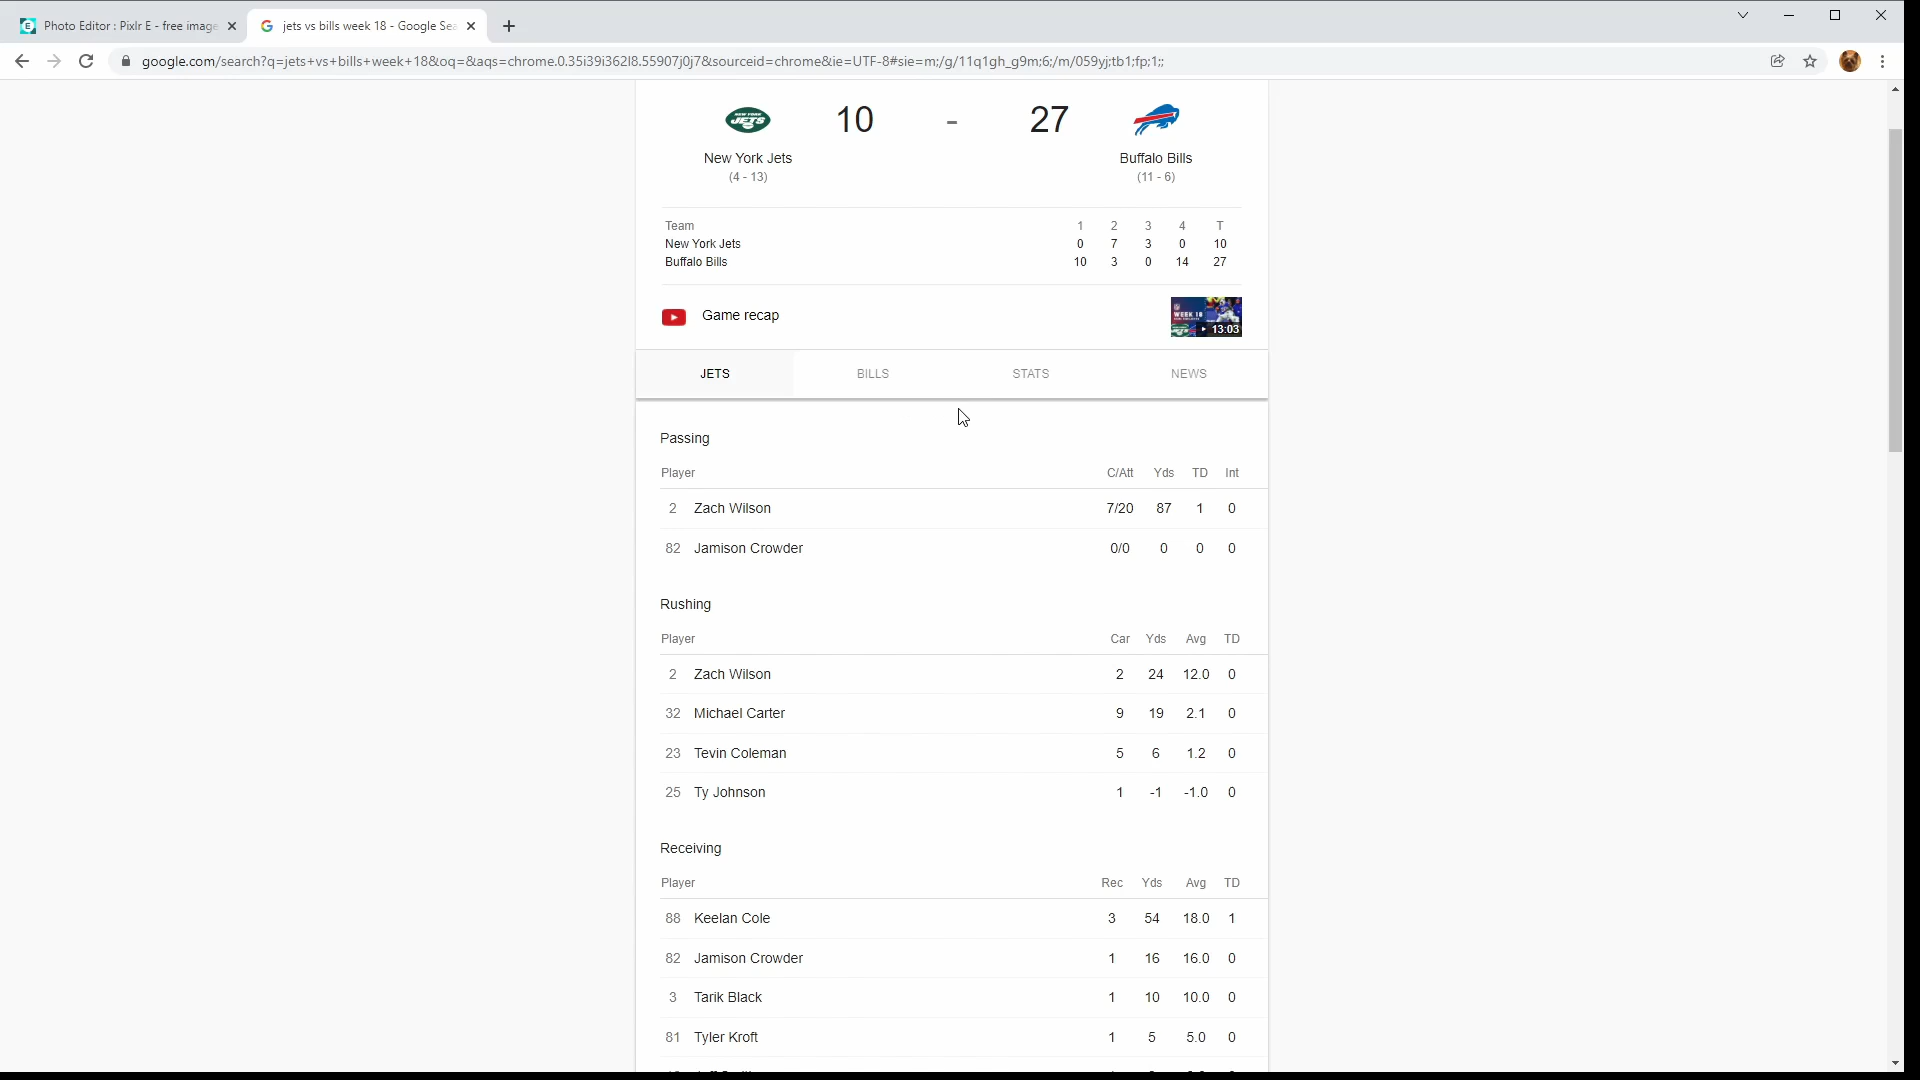 Photo Editor : Pixlr E - free image
jets vs bills week 18 - Google Sea
google.com/search?q=jets+vs+bills+week+18&oq=&aqs=chrome.0.35i39i362l8.55907j0j7&sourceid=chrome&ie=UTF-8#sie=m;/g/11q1gh_g9m;6;/m/059yj;tb1;fp;1;;
NEW YORK JETS
10 - 27
New York Jets Buffalo Bills
(4 - 13) (11 - 6)
Team 1 2 3 4 T
New York Jets 0 7 3 0 10
Buffalo Bills 10 3 0 14 27
Game recap
WEEK 18
13:03
JETS BILLS STATS NEWS
Passing
Player C/Att Yds TD Int
2 Zach Wilson 7/20 87 1 0
82 Jamison Crowder 0/0 0 0 0
Rushing
Player Car Yds Avg TD
2 Zach Wilson 2 24 12.0 0
32 Michael Carter 9 19 2.1 0
23 Tevin Coleman 5 6 1.2 0
25 Ty Johnson 1 -1 -1.0 0
Receiving
Player Rec Yds Avg TD
88 Keelan Cole 3 54 18.0 1
82 Jamison Crowder 1 16 16.0 0
3 Tarik Black 1 10 10.0 0
81 Tyler Kroft 1 5 5.0 0